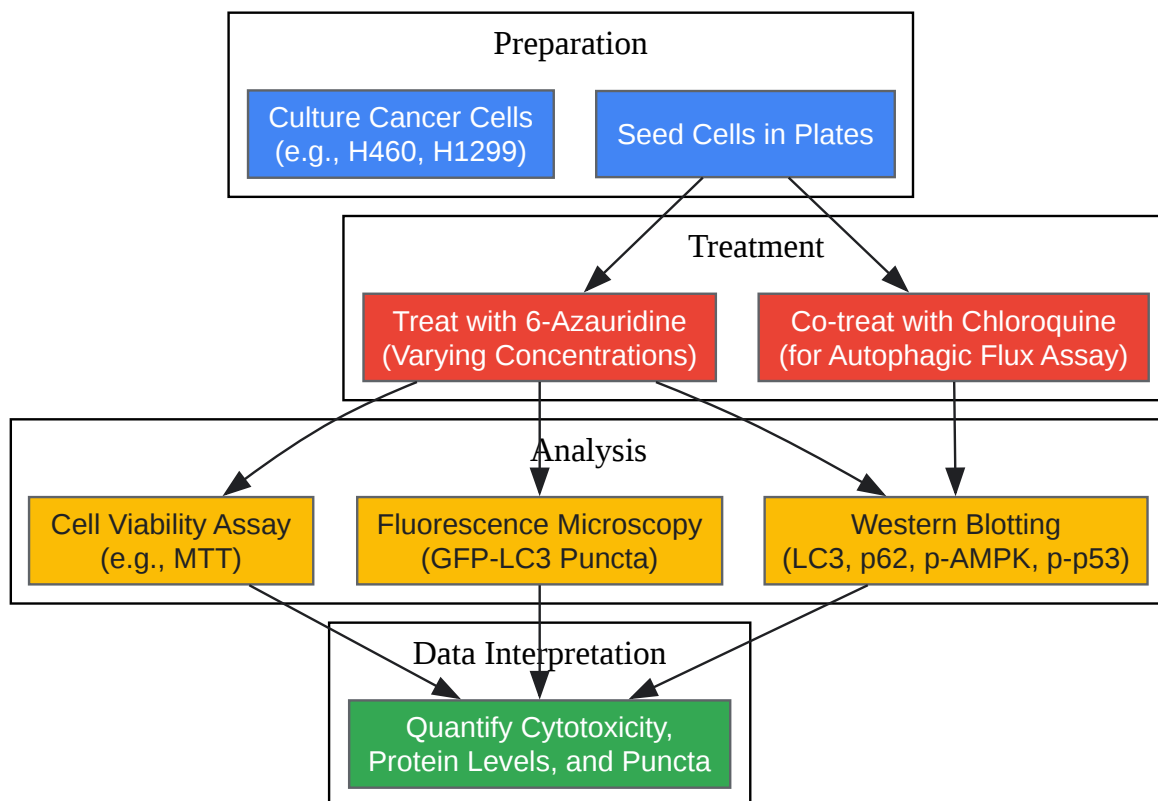 Preparation
Culture Cancer Cells
(e.g., H460, H1299)
Seed Cells in Plates
Treatment
Treat with 6-Azauridine
(Varying Concentrations)
Co-treat with Chloroquine
(for Autophagic Flux Assay)
Analysis
Cell Viability Assay
(e.g., MTT)
Fluorescence Microscopy
(GFP-LC3 Puncta)
Western Blotting
(LC3, p62, p-AMPK, p-p53)
Data Interpretation
Quantify Cytotoxicity,
Protein Levels, and Puncta